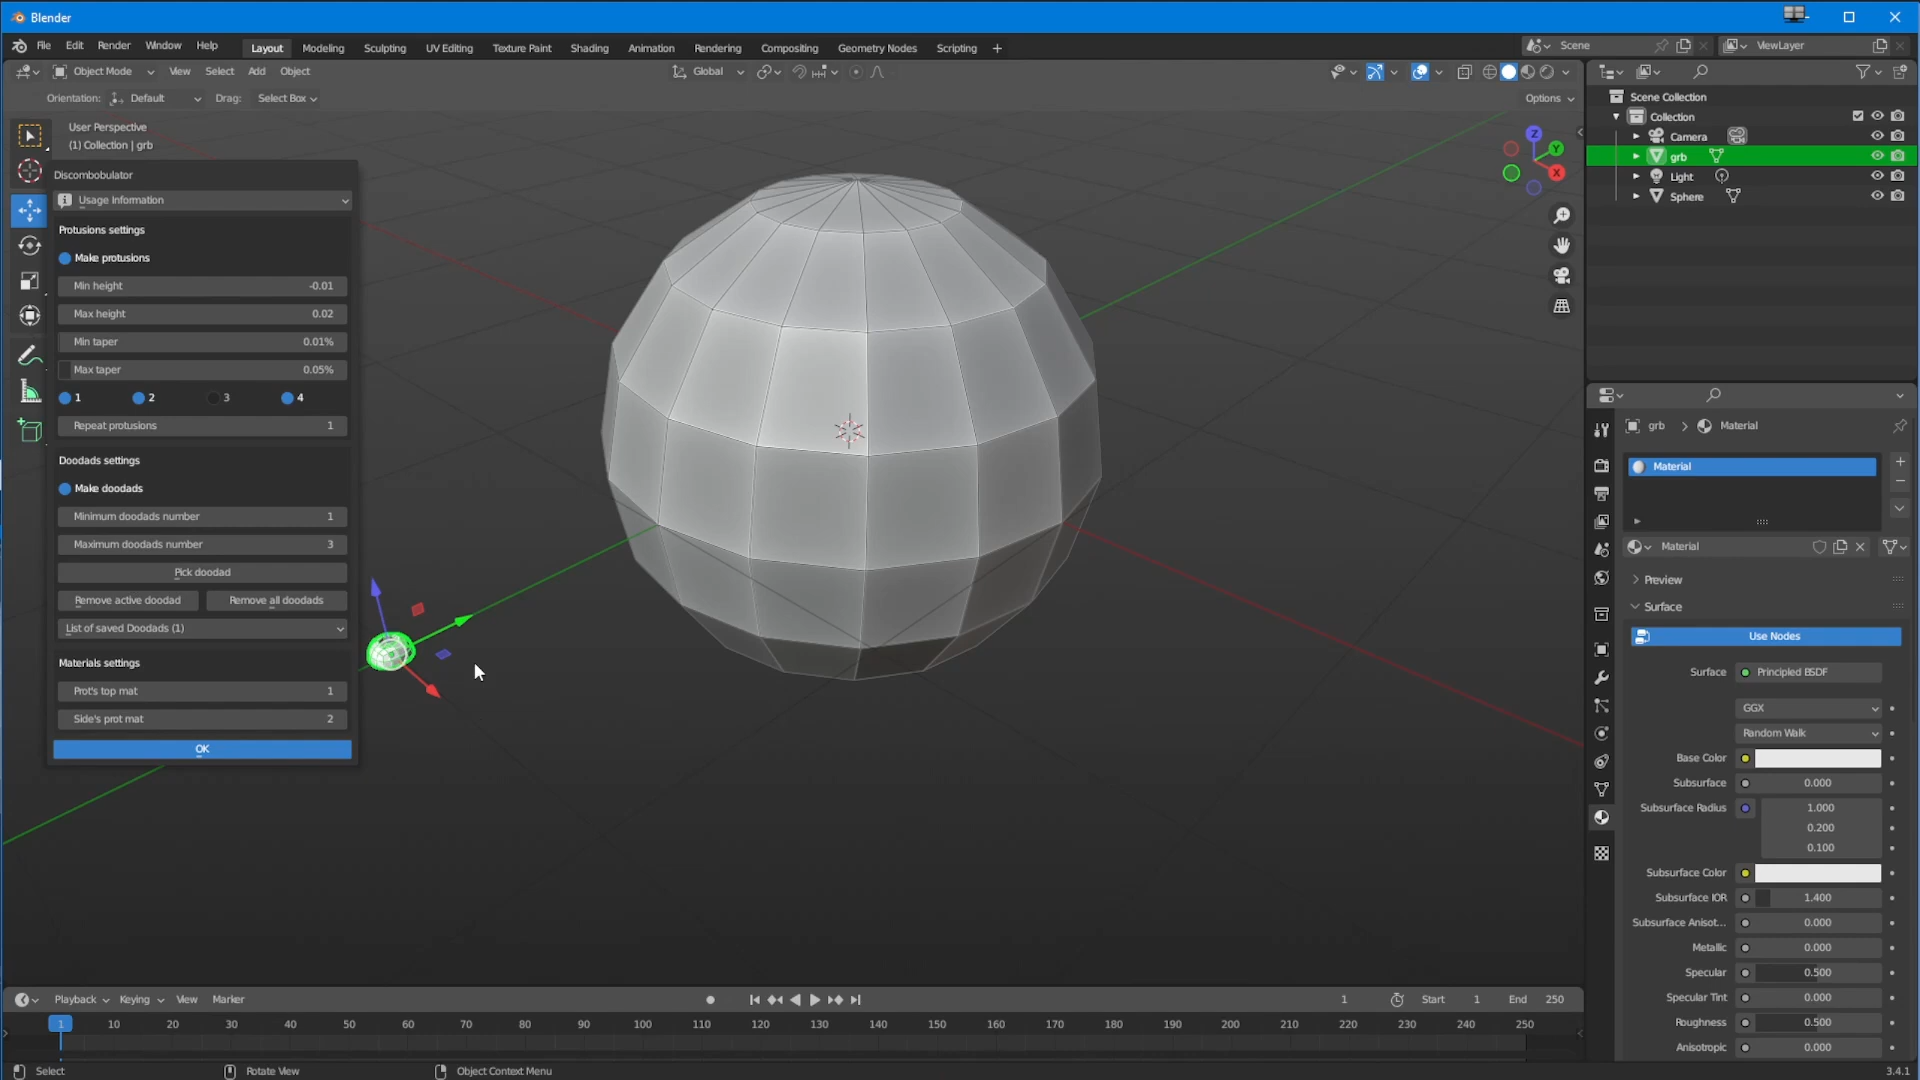 Blender
File Edit Render Window Help Layout Modeling Sculpting UV Editing Texture Paint Shading Animation Rendering Compositing Geometry Nodes Scripting + Scene ViewLayer
Object Mode View Select Add Object Global
Orientation: Default Drag: Select Box Options
User Perspective
(1) Collection | grb
Z
Y
X
Discombobulator
Usage Information
Protusions settings
Make protusions
Min height -0.01
Max height 0.02
Min taper 0.01%
Max taper 0.05%
1 2 3 4
Repeat protusions 1
Doodads settings
Make doodads
Minimum doodads number 1
Maximum doodads number 3
Pick doodad
Remove active doodad Remove all doodads
List of saved Doodads (1)
Materials settings
Prot's top mat 1
Side's prot mat 2
OK
Scene Collection
Collection
Camera
grb
Light
Sphere
grb > Material
Material
Material
Preview
Surface
Use Nodes
Surface Principled BSDF
GGX
Random Walk
Base Color
Subsurface 0.000
Subsurface Radius 1.000
0.200
0.100
Subsurface Color
Subsurface IOR 1.400
Subsurface Anisot... 0.000
Metallic 0.000
Specular 0.500
Specular Tint 0.000
Roughness 0.500
Anisotropic 0.000
Playback Keying View Marker 1 Start 1 End 250
1 10 20 30 40 50 60 70 80 90 100 110 120 130 140 150 160 170 180 190 200 210 220 230 240 250
Select Rotate View Object Context Menu 3.4.1